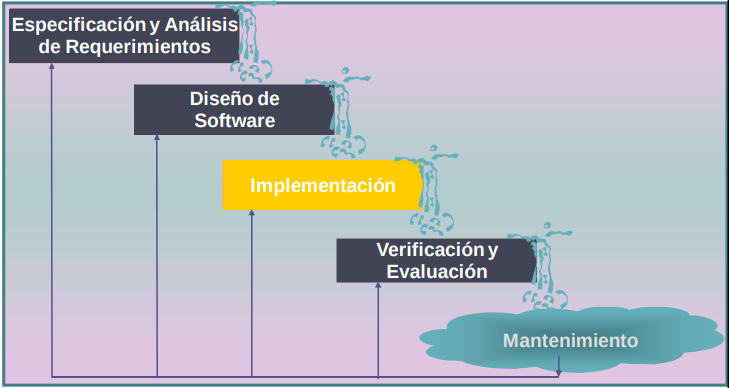 Especificación y Análisis
de Requerimientos
Diseño de
Software
Implementación
Verificación y
Evaluación
Mantenimiento